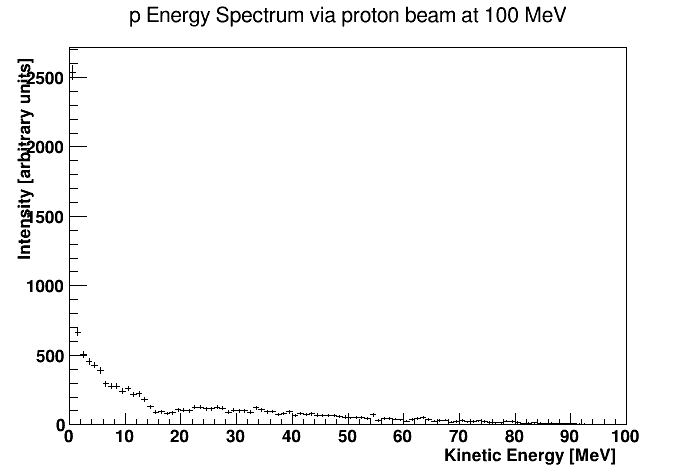 p Energy Spectrum via proton beam at 100 MeV
Intensity [arbitrary units]
2500
2000
1500
1000
500
0
0 10 20 30 40 50 60 70 80 90 100
Kinetic Energy [MeV]